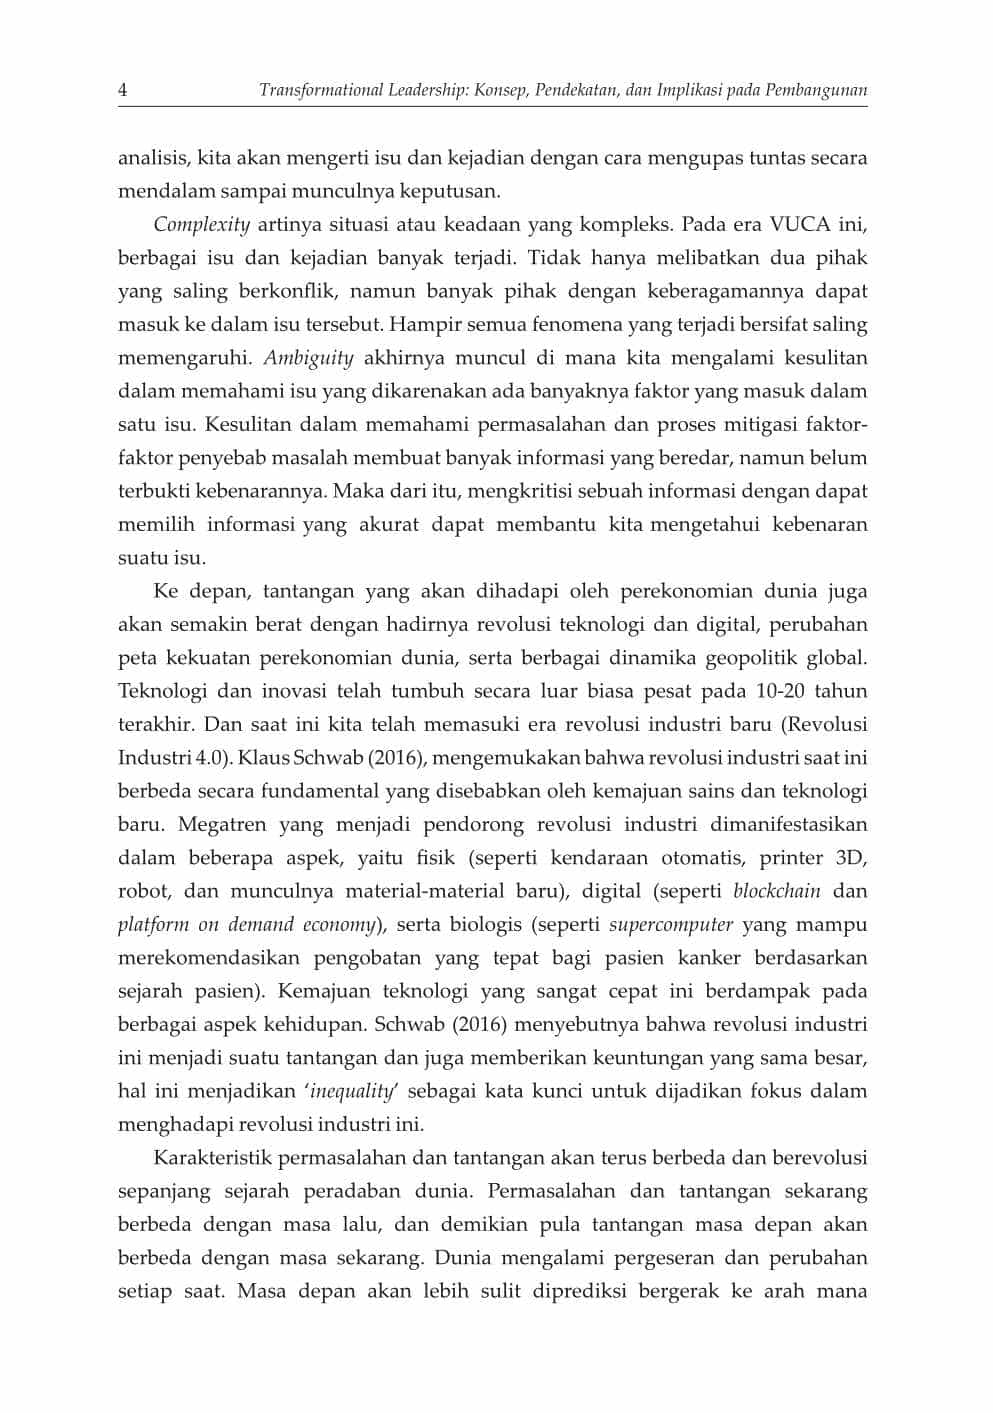 4
Transformational Leadership: Konsep, Pendekatan, dan Implikasi pada Pembangunan
analisis, kita akan mengerti isu dan kejadian dengan cara mengupas tuntas secara
mendalam sampai munculnya keputusan.
Complexity artinya situasi atau keadaan yang kompleks. Pada era VUCA ini,
berbagai isu dan kejadian banyak terjadi. Tidak hanya melibatkan dua pihak
yang saling berkonflik, namun banyak pihak dengan keberagamannya dapat
masuk ke dalam isu tersebut. Hampir semua fenomena yang terjadi bersifat saling
memengaruhi. Ambiguity akhirnya muncul di mana kita mengalami kesulitan
dalam memahami isu yang dikarenakan ada banyaknya faktor yang masuk dalam
satu isu. Kesulitan dalam memahami permasalahan dan proses mitigasi faktor-
faktor penyebab masalah membuat banyak informasi yang beredar, namun belum
terbukti kebenarannya. Maka dari itu, mengkritisi sebuah informasi dengan dapat
memilih informasi yang akurat dapat membantu kita mengetahui kebenaran
suatu isu.
Ke depan, tantangan yang akan dihadapi oleh perekonomian dunia juga
akan semakin berat dengan hadirnya revolusi teknologi dan digital, perubahan
peta kekuatan perekonomian dunia, serta berbagai dinamika geopolitik global.
Teknologi dan inovasi telah tumbuh secara luar biasa pesat pada 10-20 tahun
terakhir. Dan saat ini kita telah memasuki era revolusi industri baru (Revolusi
Industri 4.0). Klaus Schwab (2016), mengemukakan bahwa revolusi industri saat ini
berbeda secara fundamental yang disebabkan oleh kemajuan sains dan teknologi
baru. Megatren yang menjadi pendorong revolusi industri dimanifestasikan
dalam beberapa aspek, yaitu fisik (seperti kendaraan otomatis, printer 3D,
robot, dan munculnya material-material baru), digital (seperti blockchain dan
platform on demand economy), serta biologis (seperti supercomputer yang mampu
merekomendasikan pengobatan yang tepat bagi pasien kanker berdasarkan
sejarah pasien). Kemajuan teknologi yang sangat cepat ini berdampak pada
berbagai aspek kehidupan. Schwab (2016) menyebutnya bahwa revolusi industri
ini menjadi suatu tantangan dan juga memberikan keuntungan yang sama besar,
hal ini menjadikan ‘inequality’ sebagai kata kunci untuk dijadikan fokus dalam
menghadapi revolusi industri ini.
Karakteristik permasalahan dan tantangan akan terus berbeda dan berevolusi
sepanjang sejarah peradaban dunia. Permasalahan dan tantangan sekarang
berbeda dengan masa lalu, dan demikian pula tantangan masa depan akan
berbeda dengan masa sekarang. Dunia mengalami pergeseran dan perubahan
setiap saat. Masa depan akan lebih sulit diprediksi bergerak ke arah mana